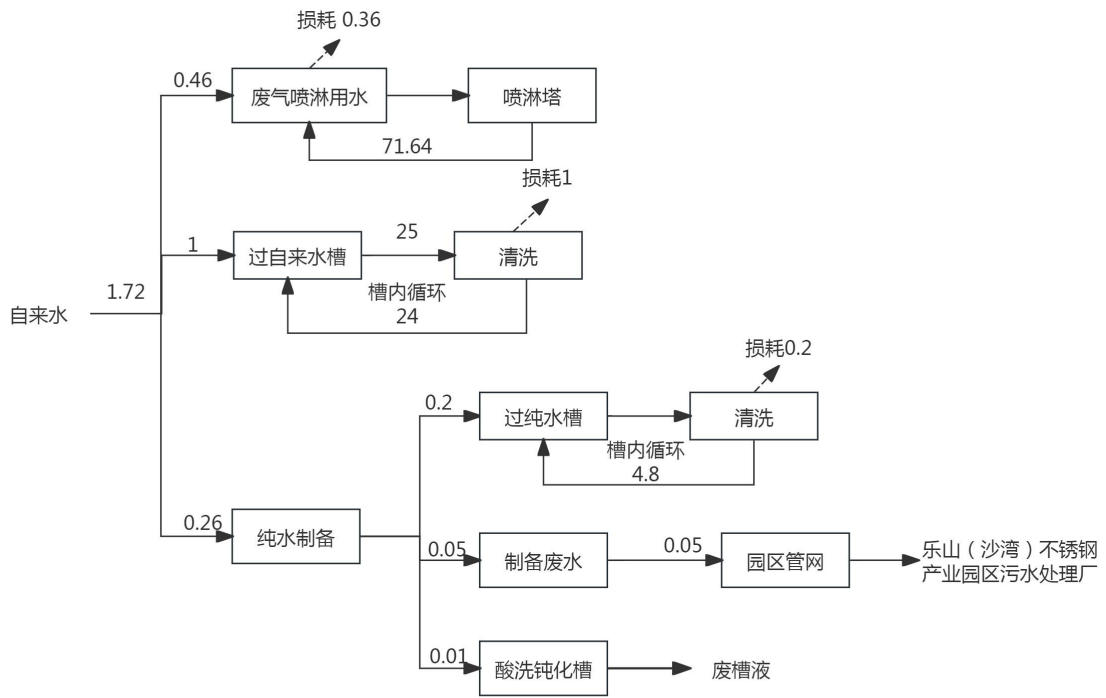 损耗 0.36
0.46
废气喷淋用水
喷淋塔
71.64
损耗1
1
过自来水槽
25
清洗
槽内循环
24
1.72
自来水
损耗0.2
0.2
过纯水槽
清洗
槽内循环
4.8
0.26
纯水制备
0.05
制备废水
0.05
园区管网
乐山（沙湾）不锈钢
产业园区污水处理厂
0.01
酸洗钝化槽
废槽液